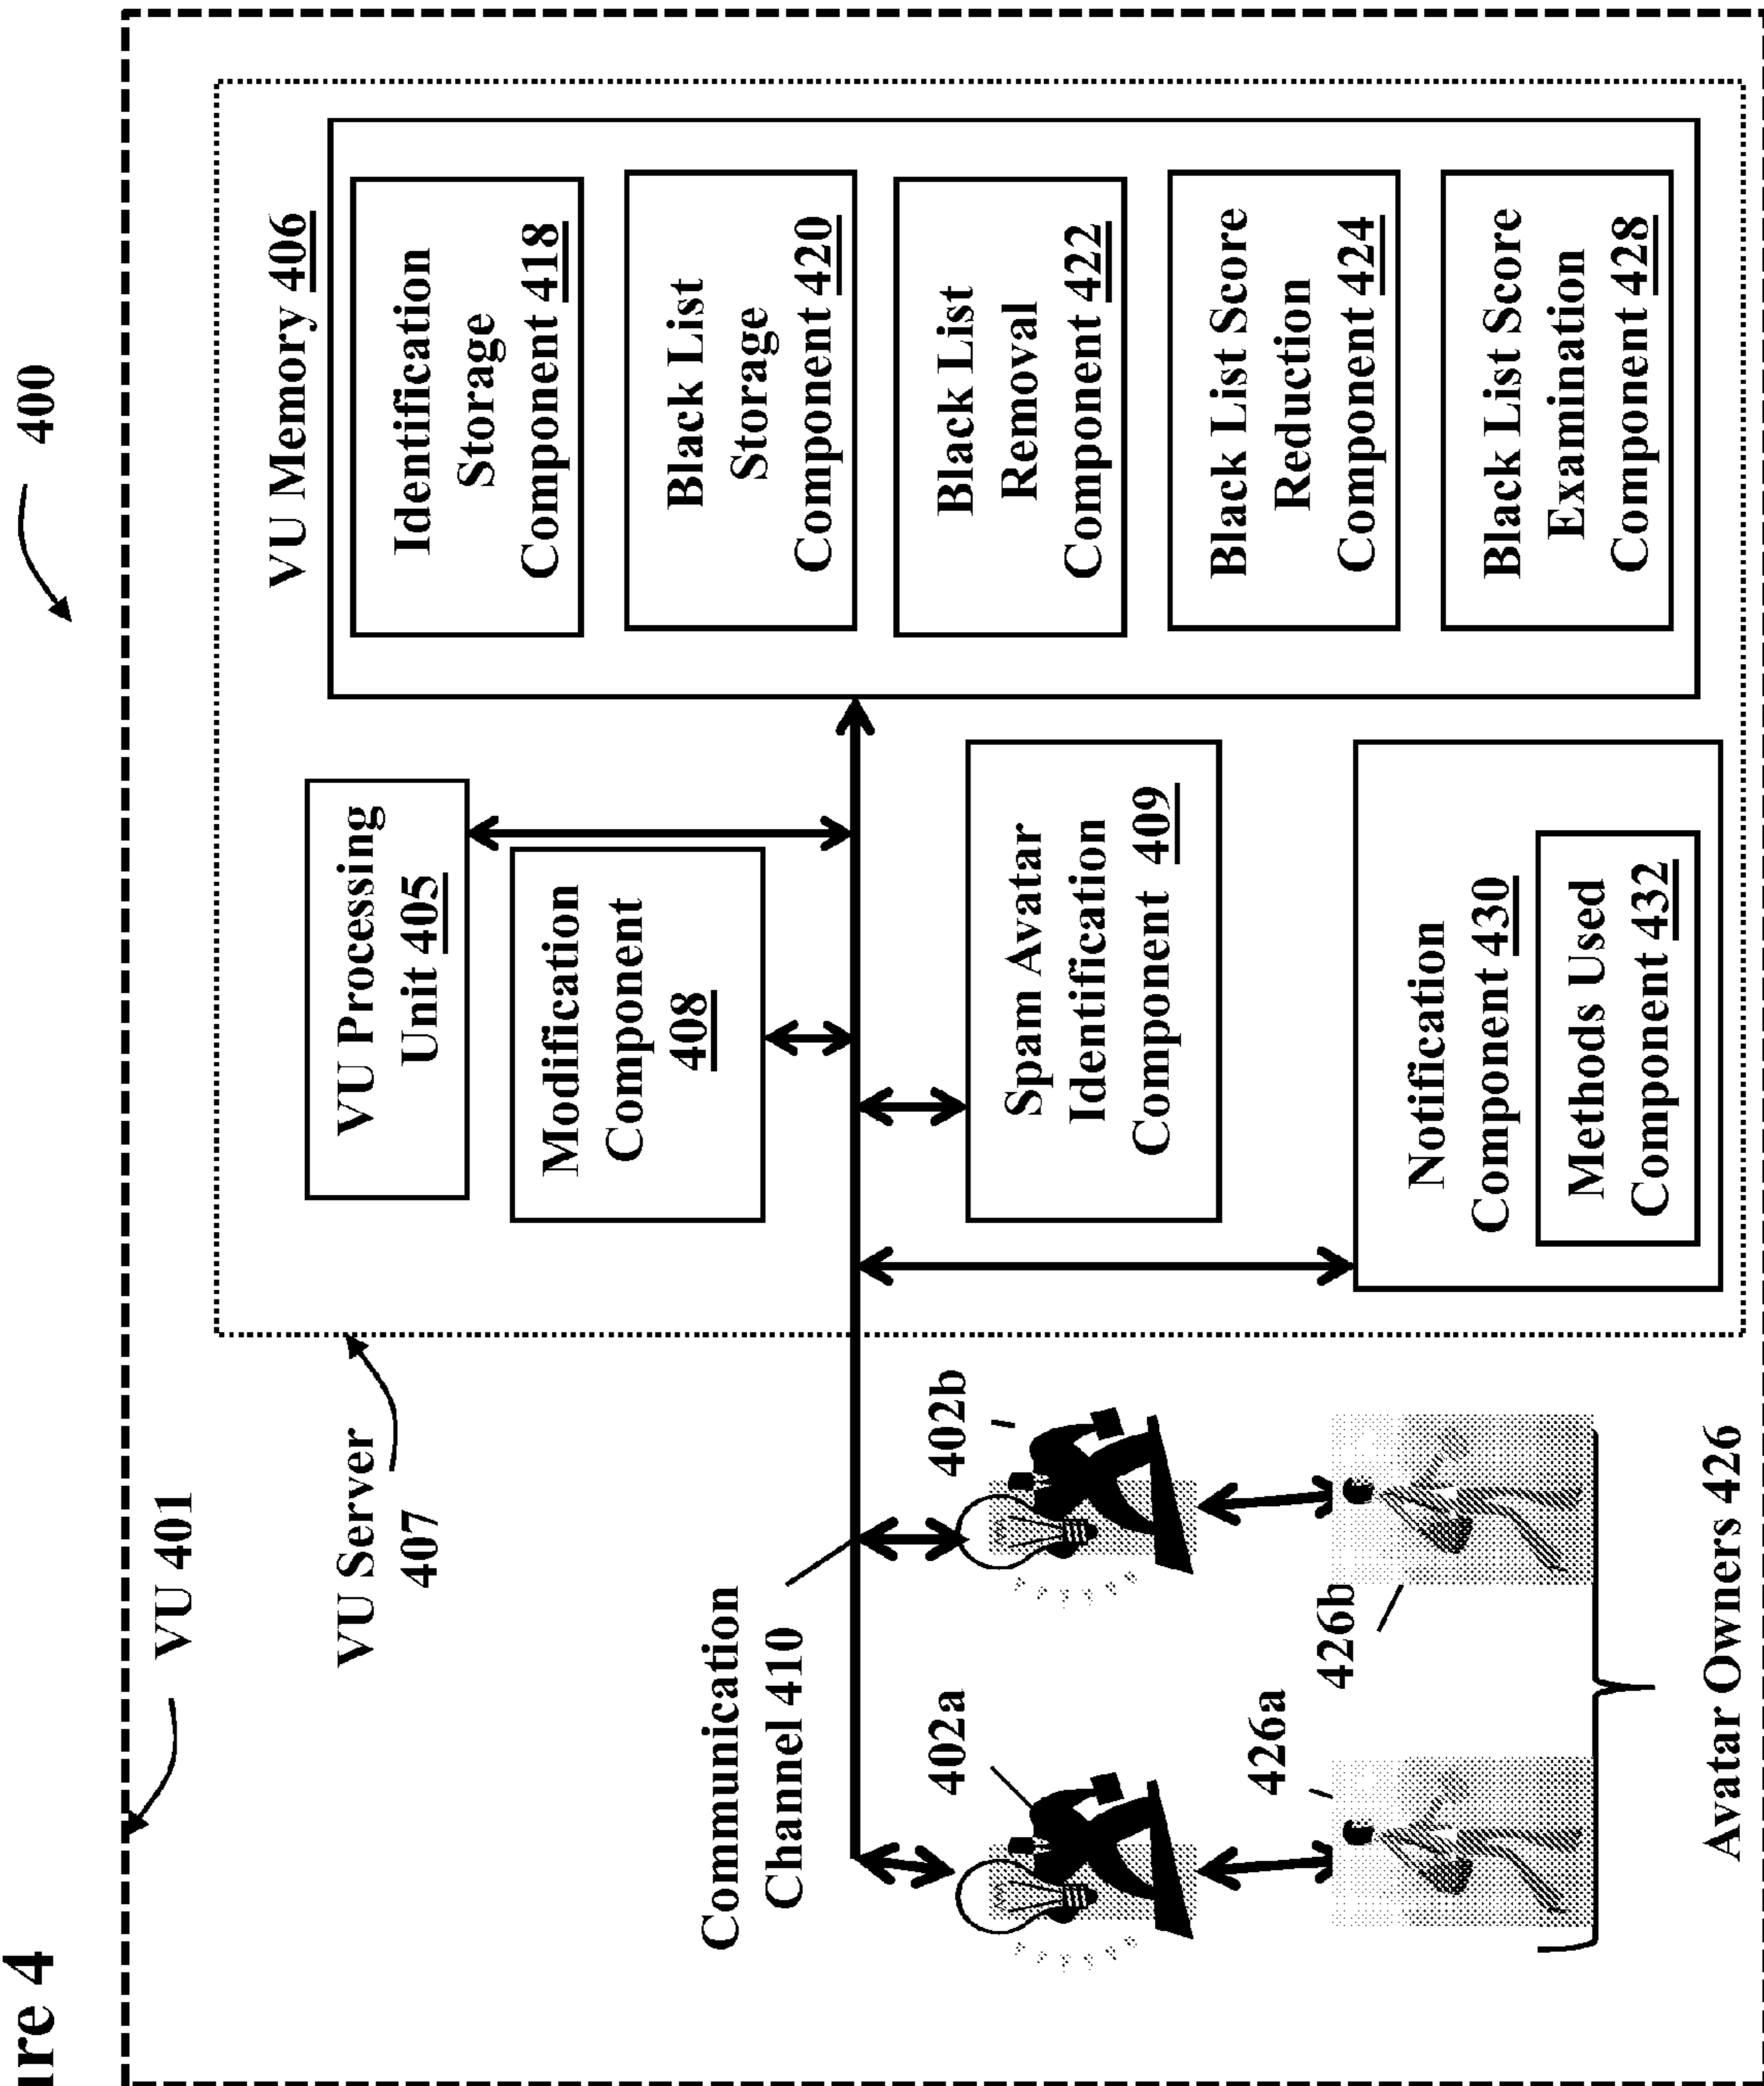 ure 4
400
VU 401
VU Server
407
VU Processing
Unit 405
VU Memory 406
Identification
Storage
Component 418
Modification
Component
408
Black List
Storage
Component 420
Communication
Channel 410
402a
402b
Spam Avatar
Identification
Component 409
Black List
Removal
Component 422
Black List Score
Reduction
Component 424
426a
426b
Notification
Component 430
Methods Used
Component 432
Black List Score
Examination
Component 428
Avatar Owners 426